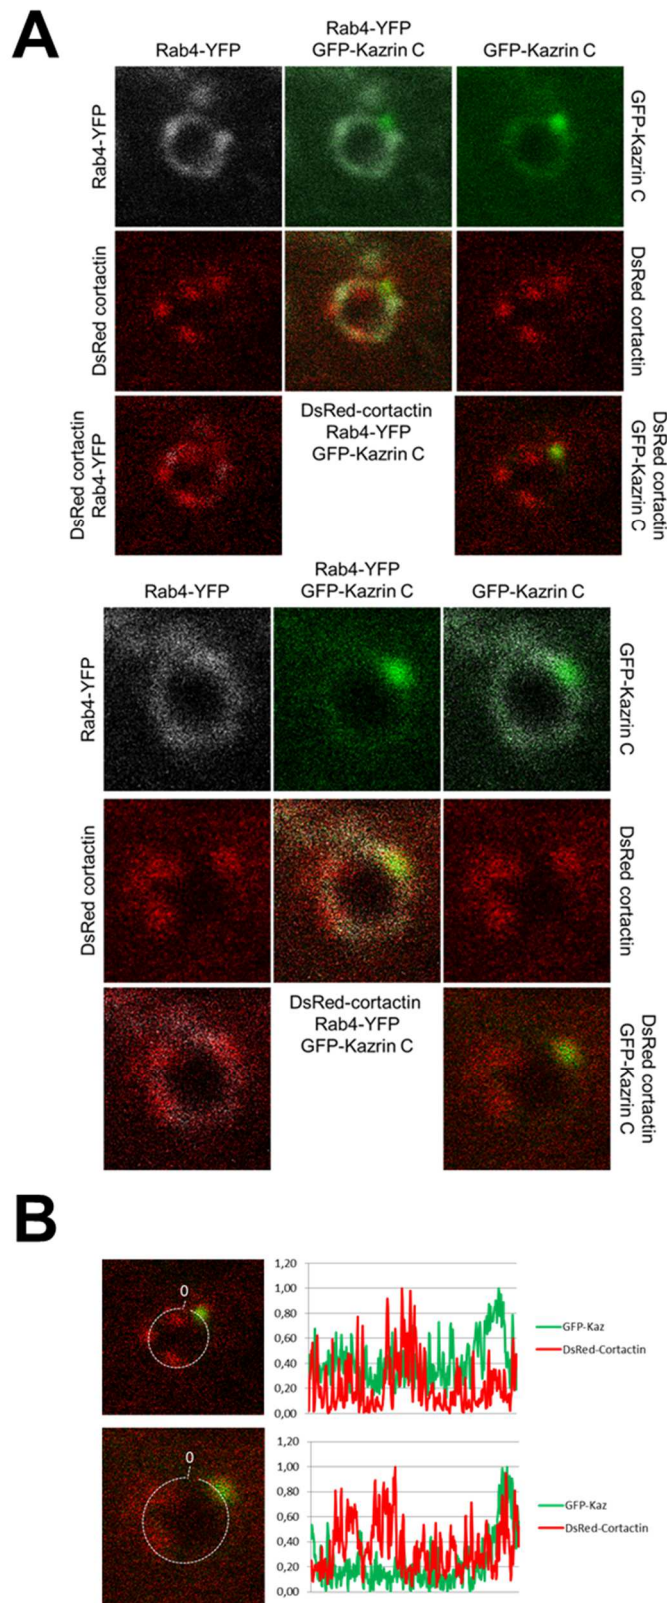 A
Rab4-YFP
Rab4-YFP
GFP-Kazrin C
GFP-Kazrin C
Rab4-YFP
GFP-Kazrin C
DsRed cortactin
DsRed cortactin
DsRed cortactin
Rab4-YFP
DsRed-cortactin
Rab4-YFP
GFP-Kazrin C
DsRed cortactin
GFP-Kazrin C
Rab4-YFP
Rab4-YFP
GFP-Kazrin C
GFP-Kazrin C
Rab4-YFP
GFP-Kazrin C
DsRed cortactin
DsRed cortactin
DsRed-cortactin
Rab4-YFP
GFP-Kazrin C
DsRed cortactin
GFP-Kazrin C
B
0
1,20
1,00
0,80
0,60
0,40
0,20
0,00
GFP-Kaz
DsRed-Cortactin
0
1,20
1,00
0,80
0,60
0,40
0,20
0,00
GFP-Kaz
DsRed-Cortactin